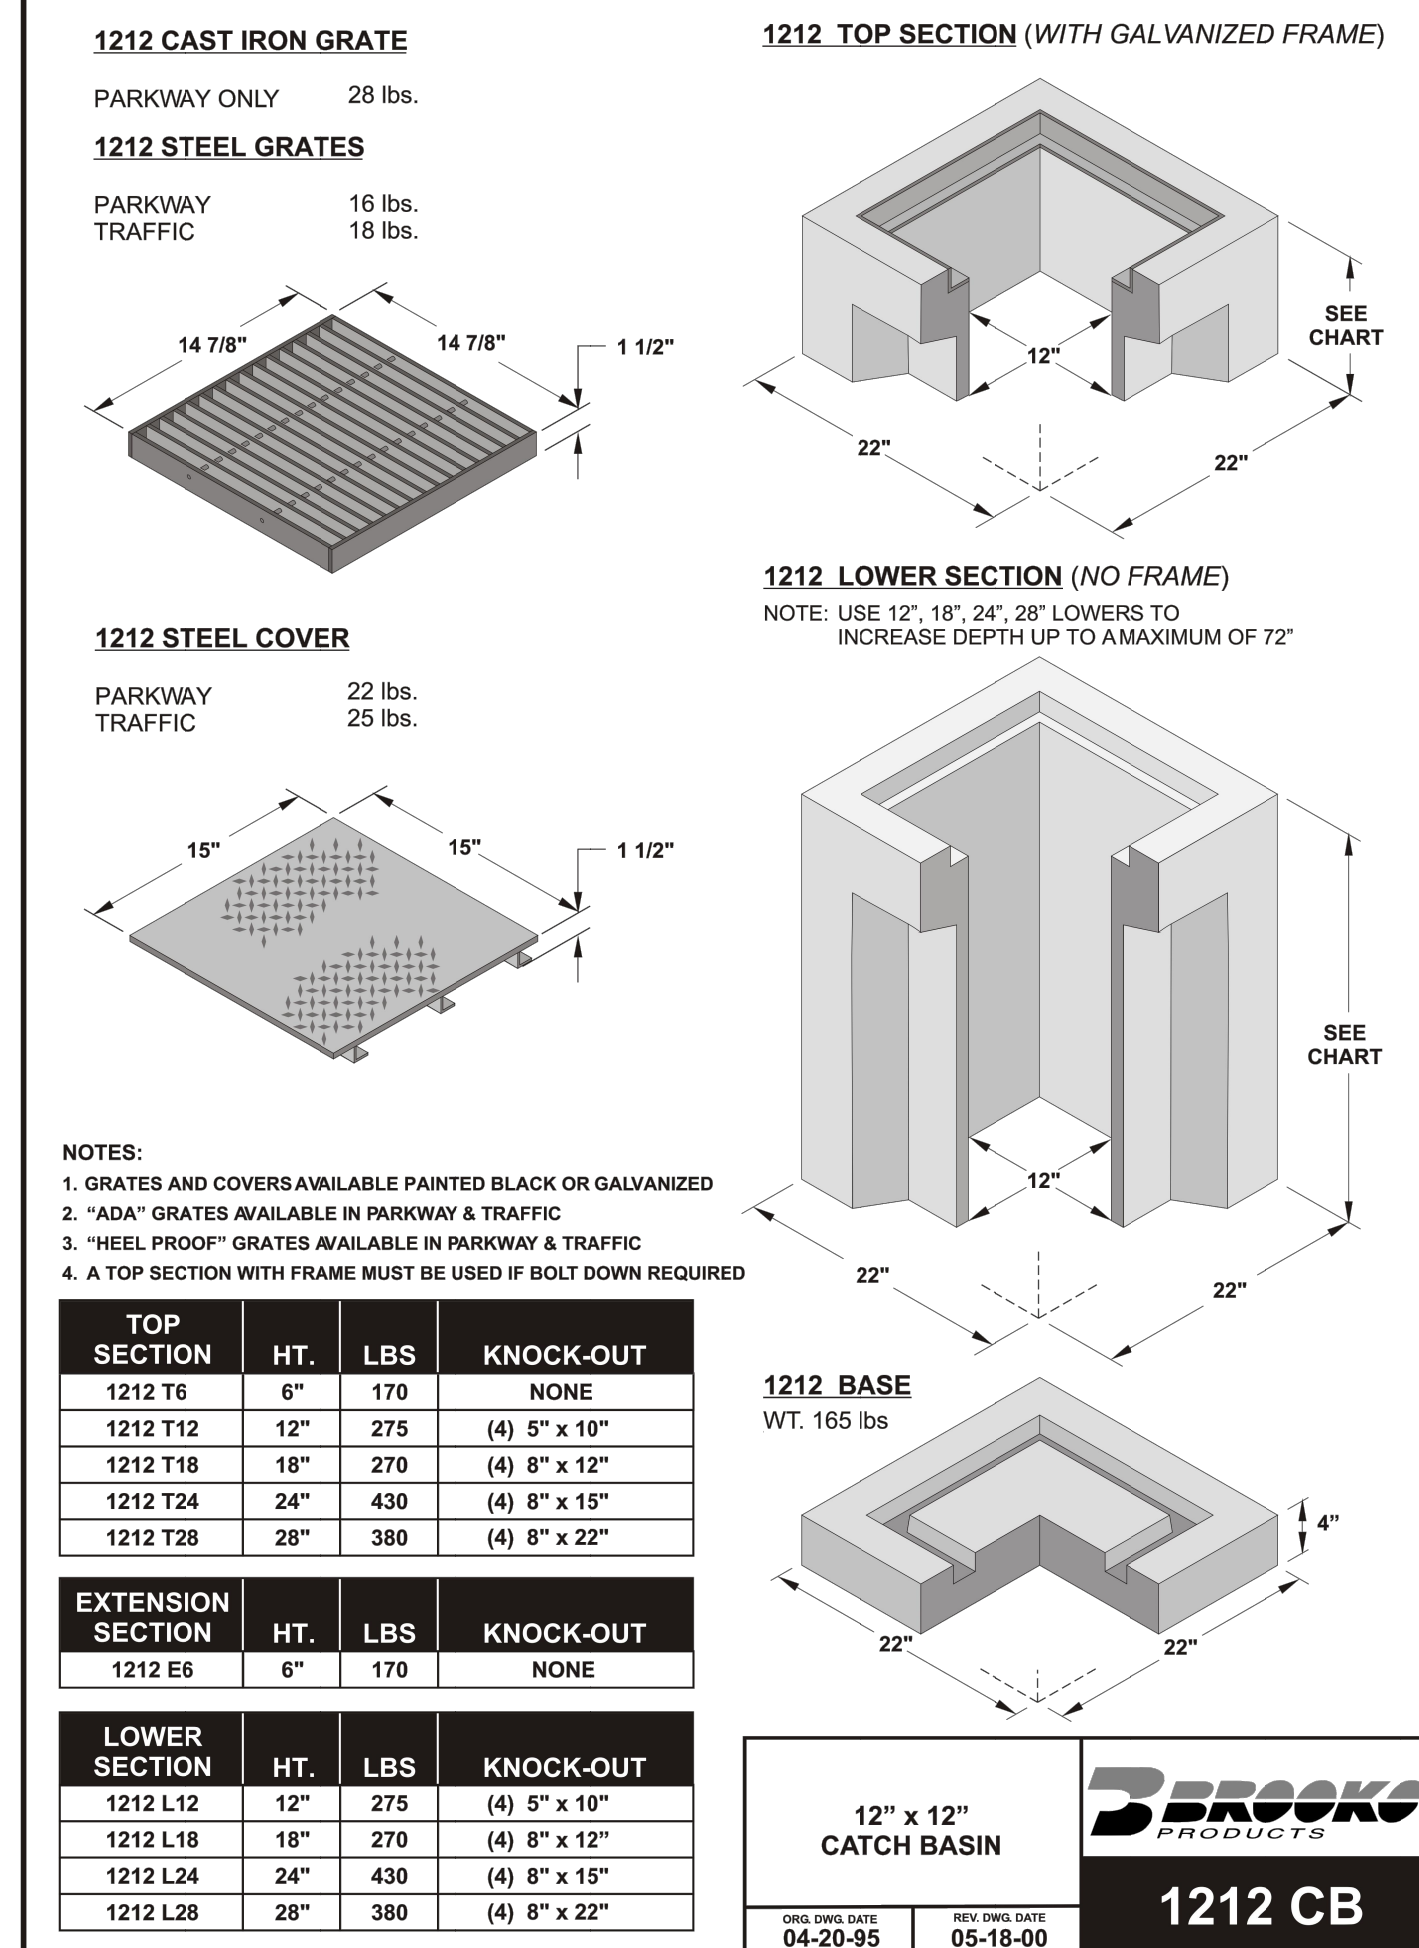 1212 CAST IRON GRATE
PARKWAY ONLY 28 lbs.
1212 STEEL GRATES
PARKWAY 16 lbs.
TRAFFIC 18 lbs.
14 7/8"
14 7/8"
1 1/2"
1212 STEEL COVER
PARKWAY 22 lbs.
TRAFFIC 25 lbs.
15"
15"
1 1/2"
NOTES:
1. GRATES AND COVERS AVAILABLE PAINTED BLACK OR GALVANIZED
2. “ADA” GRATES AVAILABLE IN PARKWAY & TRAFFIC
3. “HEEL PROOF” GRATES AVAILABLE IN PARKWAY & TRAFFIC
4. A TOP SECTION WITH FRAME MUST BE USED IF BOLT DOWN REQUIRED
TOP SECTION HT. LBS KNOCK-OUT
1212 T6 6" 170 NONE
1212 T12 12" 275 (4) 5" x 10"
1212 T18 18" 270 (4) 8" x 12"
1212 T24 24" 430 (4) 8" x 15"
1212 T28 28" 380 (4) 8" x 22"
EXTENSION SECTION HT. LBS KNOCK-OUT
1212 E6 6" 170 NONE
LOWER SECTION HT. LBS KNOCK-OUT
1212 L12 12" 275 (4) 5" x 10"
1212 L18 18" 270 (4) 8" x 12”
1212 L24 24" 430 (4) 8" x 15"
1212 L28 28" 380 (4) 8" x 22"
1212 TOP SECTION (WITH GALVANIZED FRAME)
SEE
CHART
12"
22"
22"
1212 LOWER SECTION (NO FRAME)
NOTE: USE 12”, 18”, 24”, 28” LOWERS TO
INCREASE DEPTH UP TO A MAXIMUM OF 72”
SEE
CHART
12"
22"
22"
1212 BASE
WT. 165 lbs
4”
22"
22"
12” x 12”
CATCH BASIN
BROOKS
PRODUCTS
1212 CB
ORG. DWG. DATE
04-20-95
REV. DWG. DATE
05-18-00